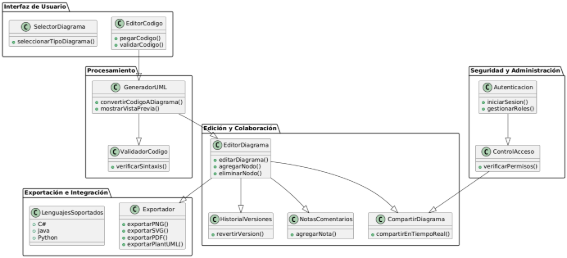 Interfaz de Usuario
C SelectorDiagrama
seleccionarTipoDiagrama()
C EditorCodigo
pegarCodigo()
validarCodigo()
Procesamiento
C GeneradorUML
convertirCodigoADiagrama()
mostrarVistaPrevia()
C ValidadorCodigo
verificarSintaxis()
Seguridad y Administración
C Autenticacion
iniciarSesion()
gestionarRoles()
C ControlAcceso
verificarPermisos()
Edición y Colaboración
C EditorDiagrama
editarDiagrama()
agregarNodo()
eliminarNodo()
C HistorialVersiones
revertirVersion()
C NotasComentarios
agregarNota()
C CompartirDiagrama
compartirEnTiempoReal()
Exportación e Integración
C LenguajesSoportados
C#
Java
Python
C Exportador
exportarPNG()
exportarSVG()
exportarPDF()
exportarPlantUML()